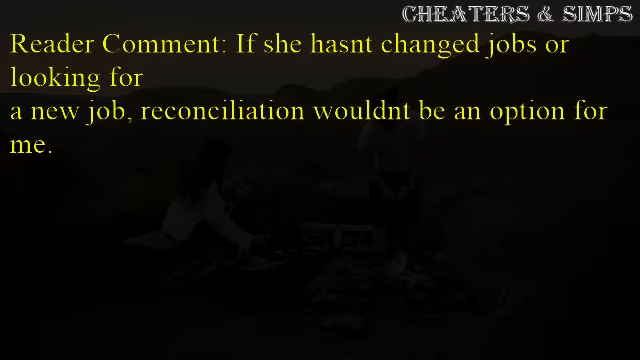 CHEATERS & SIMPS
Reader Comment: If she hasnt changed jobs or
looking for
a new job, reconciliation wouldnt be an option for
me.